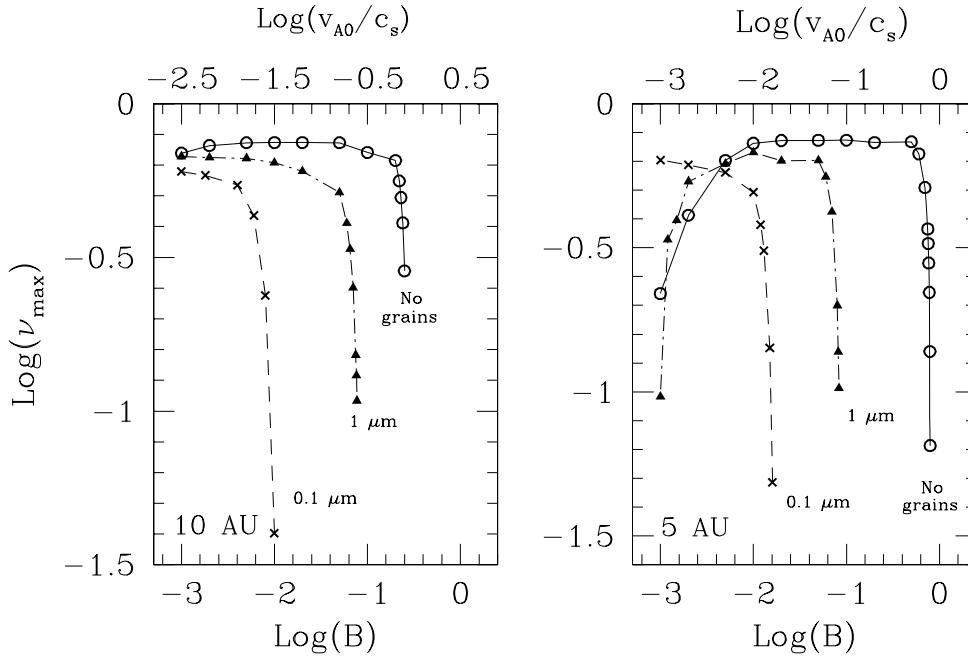 Log(v_A0/c_s)
Log(v_A0/c_s)
−2.5 −1.5 −0.5 0.5
−3 −2 −1 0
0
−0.5
−1
−1.5
0
−0.5
−1
−1.5
Log(ν_max)
No
grains
1 μm
0.1 μm
10 AU
1 μm
0.1 μm
No
grains
5 AU
−3 −2 −1 0
−3 −2 −1 0
Log(B)
Log(B)